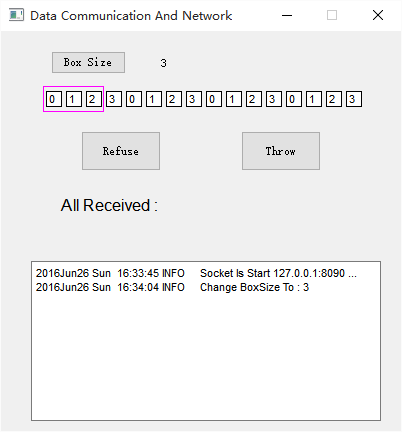 Data Communication And Network
Box Size 3
0 1 2 3 0 1 2 3 0 1 2 3 0 1 2 3
Refuse Throw
All Received :
2016Jun26 Sun 16:33:45 INFO Socket Is Start 127.0.0.1:8090 ...
2016Jun26 Sun 16:34:04 INFO Change BoxSize To : 3